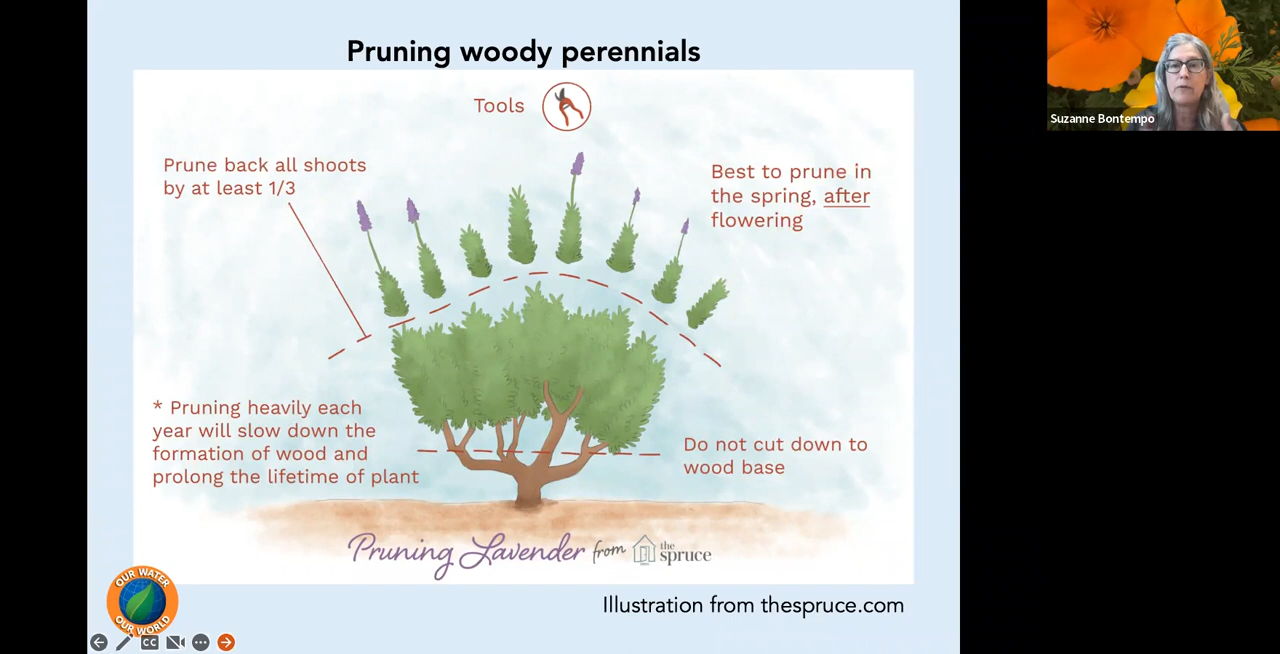 Pruning woody perennials
Tools
Prune back all shoots
by at least 1/3
Best to prune in
the spring, after
flowering
* Pruning heavily each
year will slow down the
formation of wood and
prolong the lifetime of plant
Do not cut down to
wood base
Pruning Lavender from the spruce
Illustration from thespruce.com
OUR WATER
OUR WORLD
CC
Suzanne Bontempo